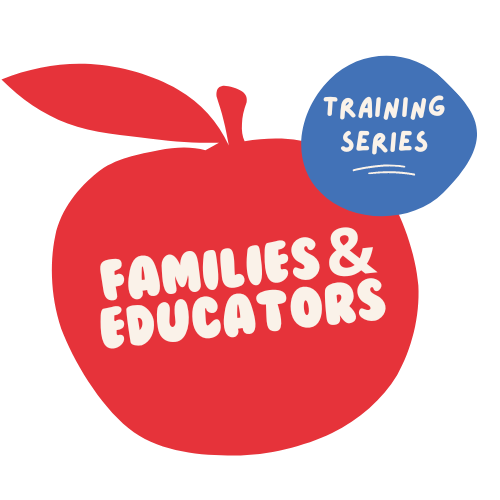 TRAINING
SERIES
FAMILIES &
EDUCATORS